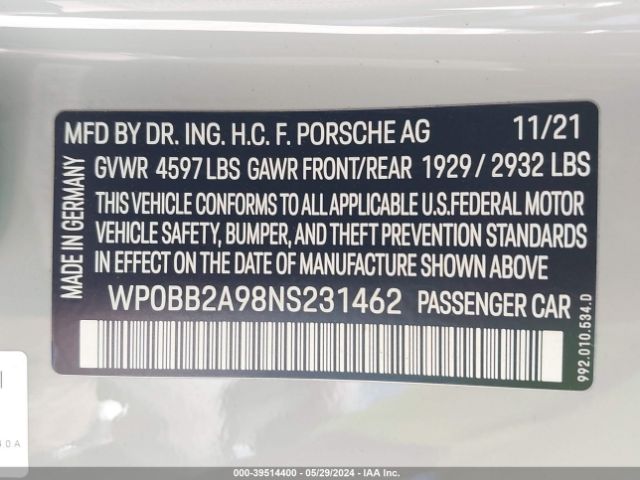 MFD BY DR. ING. H.C. F. PORSCHE AG 11/21
GVWR 4597 LBS GAWR FRONT/REAR 1929 / 2932 LBS
THIS VEHICLE CONFORMS TO ALL APPLICABLE U.S.FEDERAL MOTOR
VEHICLE SAFETY, BUMPER, AND THEFT PREVENTION STANDARDS
IN EFFECT ON THE DATE OF MANUFACTURE SHOWN ABOVE
WP0BB2A98NS231462 PASSENGER CAR
MADE IN GERMANY
992.010.534.D
000-39514400 - 05/29/2024 - IAA Inc.